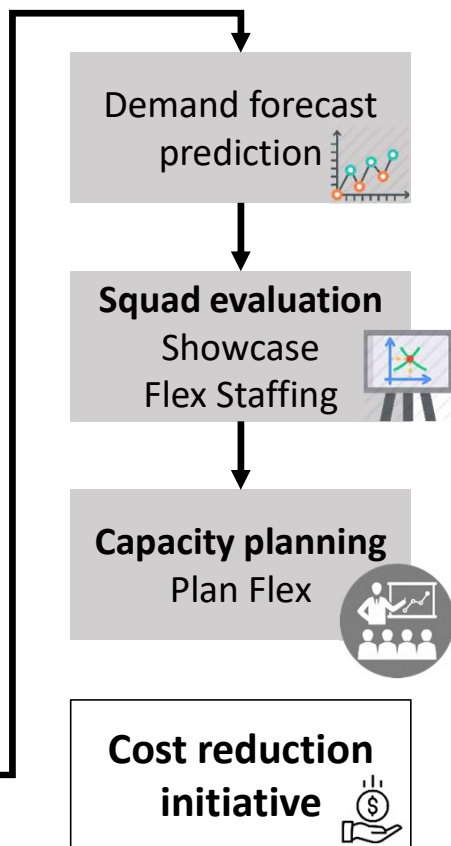 Demand forecast
prediction
Squad evaluation
Showcase
Flex Staffing
Capacity planning
Plan Flex
Cost reduction
initiative
$